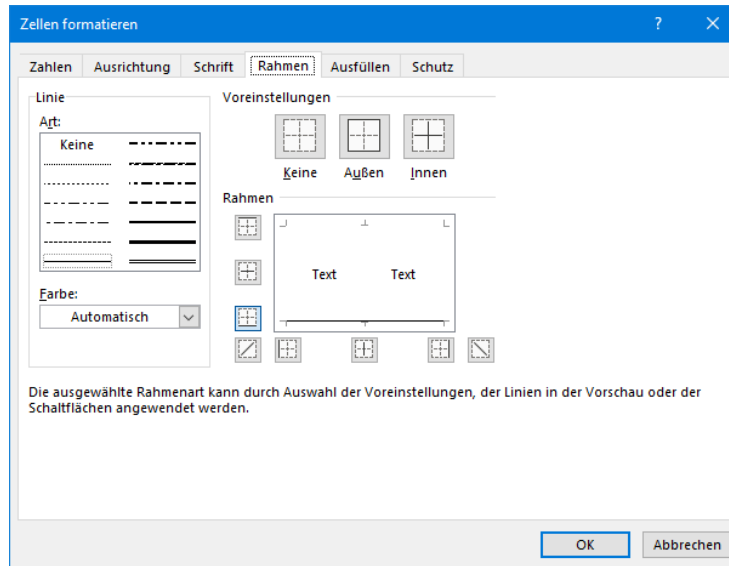 Zellen formatieren
?
Zahlen Ausrichtung Schrift Rahmen Ausfüllen Schutz
Linie
Art:
Keine
Farbe:
Automatisch
Voreinstellungen
Keine Außen Innen
Rahmen
Text Text
Die ausgewählte Rahmenart kann durch Auswahl der Voreinstellungen, der Linien in der Vorschau oder der
Schaltflächen angewendet werden.
OK Abbrechen